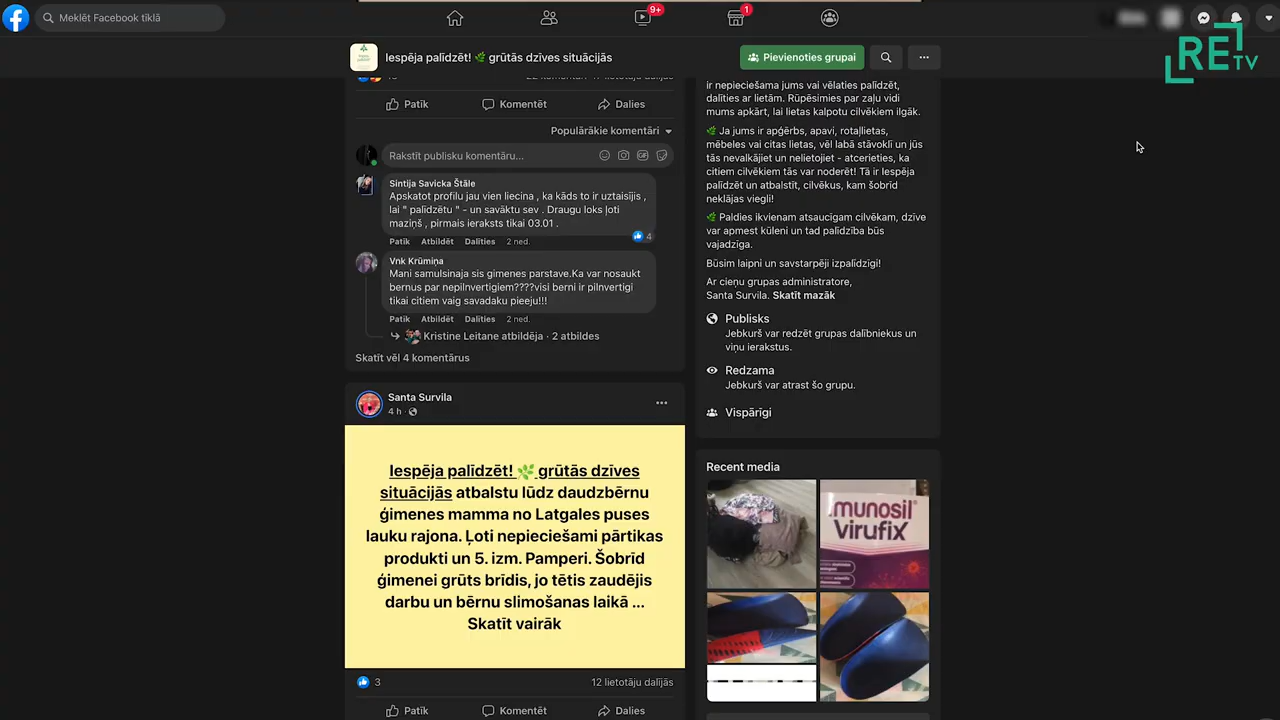 Meklēt Facebook tīklā
9+
1
RE TV
Iespēja palīdzēt! 🌿 grūtās dzīves situācijās
Pievienoties grupai
Patīk
Komentēt
Dalies
Populārākie komentāri
Rakstīt publisku komentāru...
GIF
Sintija Savicka Štāle
Apskatot profilu jau vien liecina , ka kāds to ir uztaisījis ,
lai " palīdzētu " - un savāktu sev . Draugu loks ļoti
maziņš , pirmais ieraksts tikai 03.01 .
4
Patīk Atbildēt Dalīties 2 ned.
Vnk Krūmiņa
Mani samulsinaja sis gimenes parstave.Ka var nosaukt
bernus par nepilnvertigiem????visi berni ir pilnvertigi
tikai citiem vaig savadaku pieeju!!!
Patīk Atbildēt Dalīties 2 ned.
Kristine Leitane atbildēja · 2 atbildes
Skatīt vēl 4 komentārus
Santa Survila
4 h ·
Iespēja palīdzēt! 🌿 grūtās dzīves
situācijās atbalstu lūdz daudzbērnu
ģimenes mamma no Latgales puses
lauku rajona. Ļoti nepieciešami pārtikas
produkti un 5. izm. Pamperi. Šobrīd
ģimenei grūts brīdis, jo tētis zaudējis
darbu un bērnu slimošanas laikā ...
Skatīt vairāk
3
12 lietotāju dalījās
Patīk
Komentēt
Dalies
ir nepieciešama jums vai vēlaties palīdzēt,
dalīties ar lietām. Rūpēsimies par zaļu vidi
mums apkārt, lai lietas kalpotu cilvēkiem ilgāk.
🌿 Ja jums ir apģērbs, apavi, rotaļlietas,
mēbeles vai citas lietas, vēl labā stāvoklī un jūs
tās nevalkājiet un nelietojiet - atcerieties, ka
citiem cilvēkiem tās var noderēt! Tā ir Iespēja
palīdzēt un atbalstīt, cilvēkus, kam šobrīd
neklājas viegli!
🌿 Paldies ikvienam atsaucīgam cilvēkam, dzīve
var apmest kūleni un tad palīdzība būs
vajadzīga.
Būsim laipni un savstarpēji izpalīdzīgi!
Ar cieņu grupas administratore,
Santa Survila. Skatīt mazāk
Publisks
Jebkurš var redzēt grupas dalībniekus un
viņu ierakstus.
Redzama
Jebkurš var atrast šo grupu.
Vispārīgi
Recent media
munosil
virufix